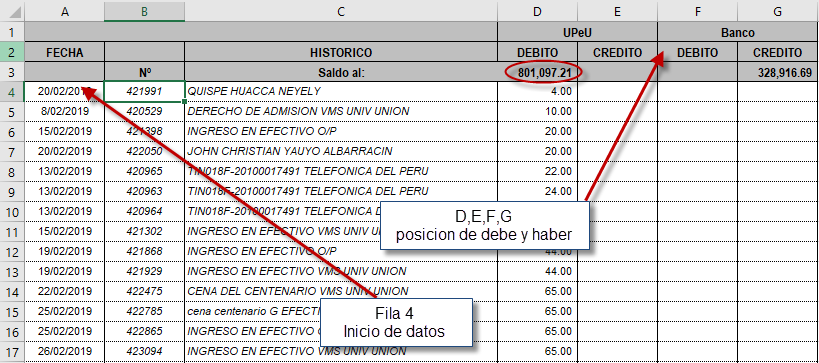 A B C D E F G
1 UPeU Banco
2 FECHA HISTORICO DEBITO CREDITO DEBITO CREDITO
3 Nº Saldo al: 801,097.21 328,916.69
4 20/02/2019 421991 QUISPE HUACCA NEYELY 4.00
5 8/02/2019 420529 DERECHO DE ADMISION VMS UNIV UNION 10.00
6 15/02/2019 421398 INGRESO EN EFECTIVO O/P 20.00
7 20/02/2019 422050 JOHN CHRISTIAN YAUYO ALBARRACIN 20.00
8 13/02/2019 420965 TIN018F-20100017491 TELEFONICA DEL PERU 22.00
9 13/02/2019 420963 TIN018F-20100017491 TELEFONICA DEL PERU 24.00
10 13/02/2019 420964 TIN018F-20100017491 TELEFONICA D
11 15/02/2019 421302 INGRESO EN EFECTIVO VMS UN
D,E,F,G
posicion de debe y haber
12 19/02/2019 421868 INGRESO EN EFECTIVO O/P 44.00
13 19/02/2019 421929 INGRESO EN EFECTIVO VMS UNIV UNION 44.00
14 22/02/2019 422475 CENA DEL CENTENARIO VMS UNIV UNION 65.00
15 25/02/2019 422785 cena centenario G EFECTI 65.00
16 25/02/2019 422865 INGRESO EN EFECTIVO 65.00
Fila 4
Inicio de datos
17 26/02/2019 423094 INGRESO EN EFECTIVO VMS UNIV UNION 65.00